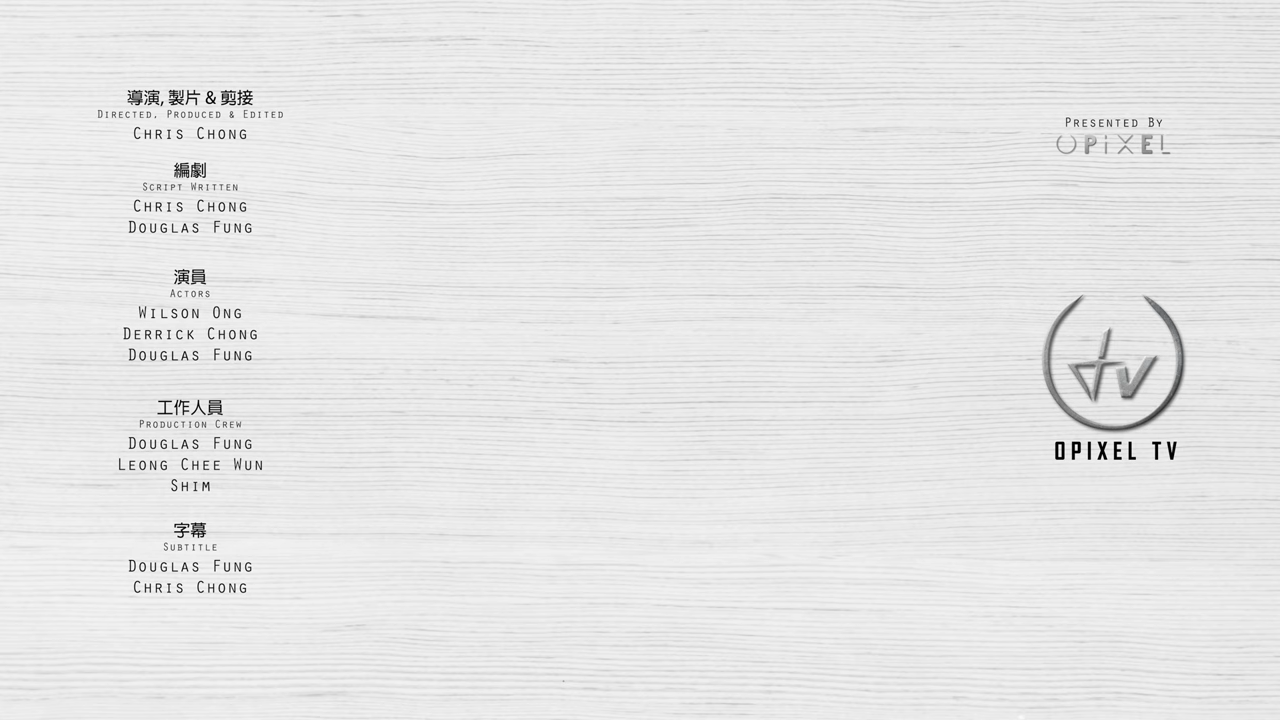 導演, 製片 & 剪接
Directed, Produced & Edited
Chris Chong
編劇
Script Written
Chris Chong
Douglas Fung
演員
Actors
Wilson Ong
Derrick Chong
Douglas Fung
工作人員
Production Crew
Douglas Fung
Leong Chee Wun
Shim
字幕
Subtitle
Douglas Fung
Chris Chong
Presented By
OPiXEL
tv
OPIXEL TV